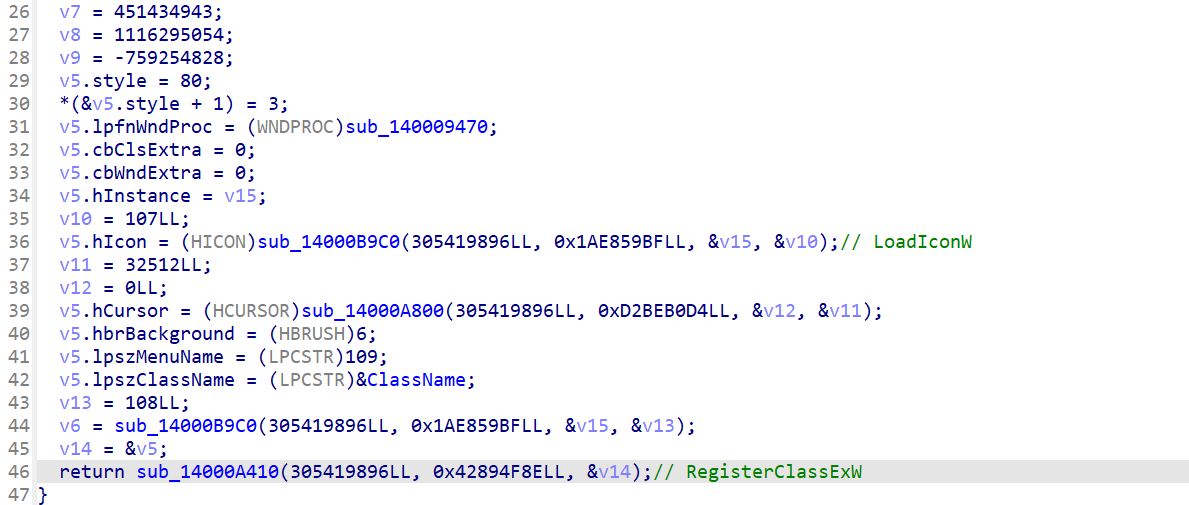 26 v7 = 451434943;
27 v8 = 1116295054;
28 v9 = -759254828;
29 v5.style = 80;
30 *(&v5.style + 1) = 3;
31 v5.lpfnWndProc = (WNDPROC)sub_140009470;
32 v5.cbClsExtra = 0;
33 v5.cbWndExtra = 0;
34 v5.hInstance = v15;
35 v10 = 107LL;
36 v5.hIcon = (HICON)sub_14000B9C0(305419896LL, 0x1AE859BFLL, &v15, &v10);// LoadIconW
37 v11 = 32512LL;
38 v12 = 0LL;
39 v5.hCursor = (HCURSOR)sub_14000A800(305419896LL, 0xD2BEB0D4LL, &v12, &v11);
40 v5.hbrBackground = (HBRUSH)6;
41 v5.lpszMenuName = (LPCSTR)109;
42 v5.lpszClassName = (LPCSTR)&ClassName;
43 v13 = 108LL;
44 v6 = sub_14000B9C0(305419896LL, 0x1AE859BFLL, &v15, &v13);
45 v14 = &v5;
46 return sub_14000A410(305419896LL, 0x42894F8ELL, &v14);// RegisterClassExW
47 }